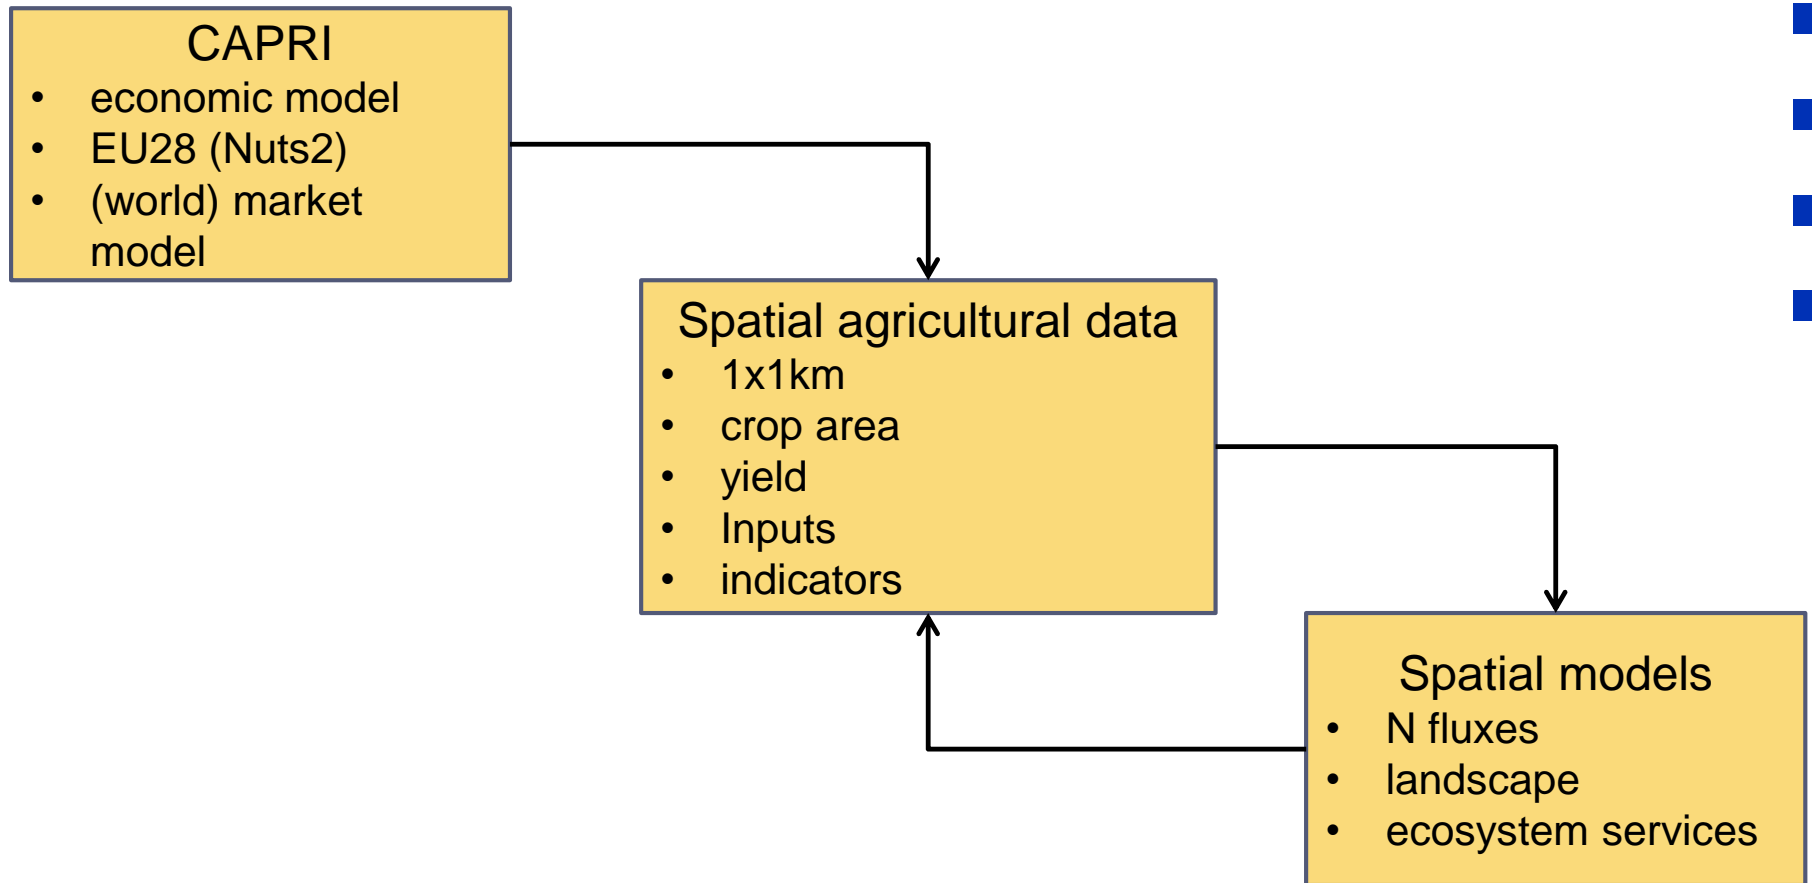 CAPRI
• economic model
• EU28 (Nuts2)
• (world) market
model
Spatial agricultural data
• 1x1km
• crop area
• yield
• Inputs
• indicators
Spatial models
• N fluxes
• landscape
• ecosystem services